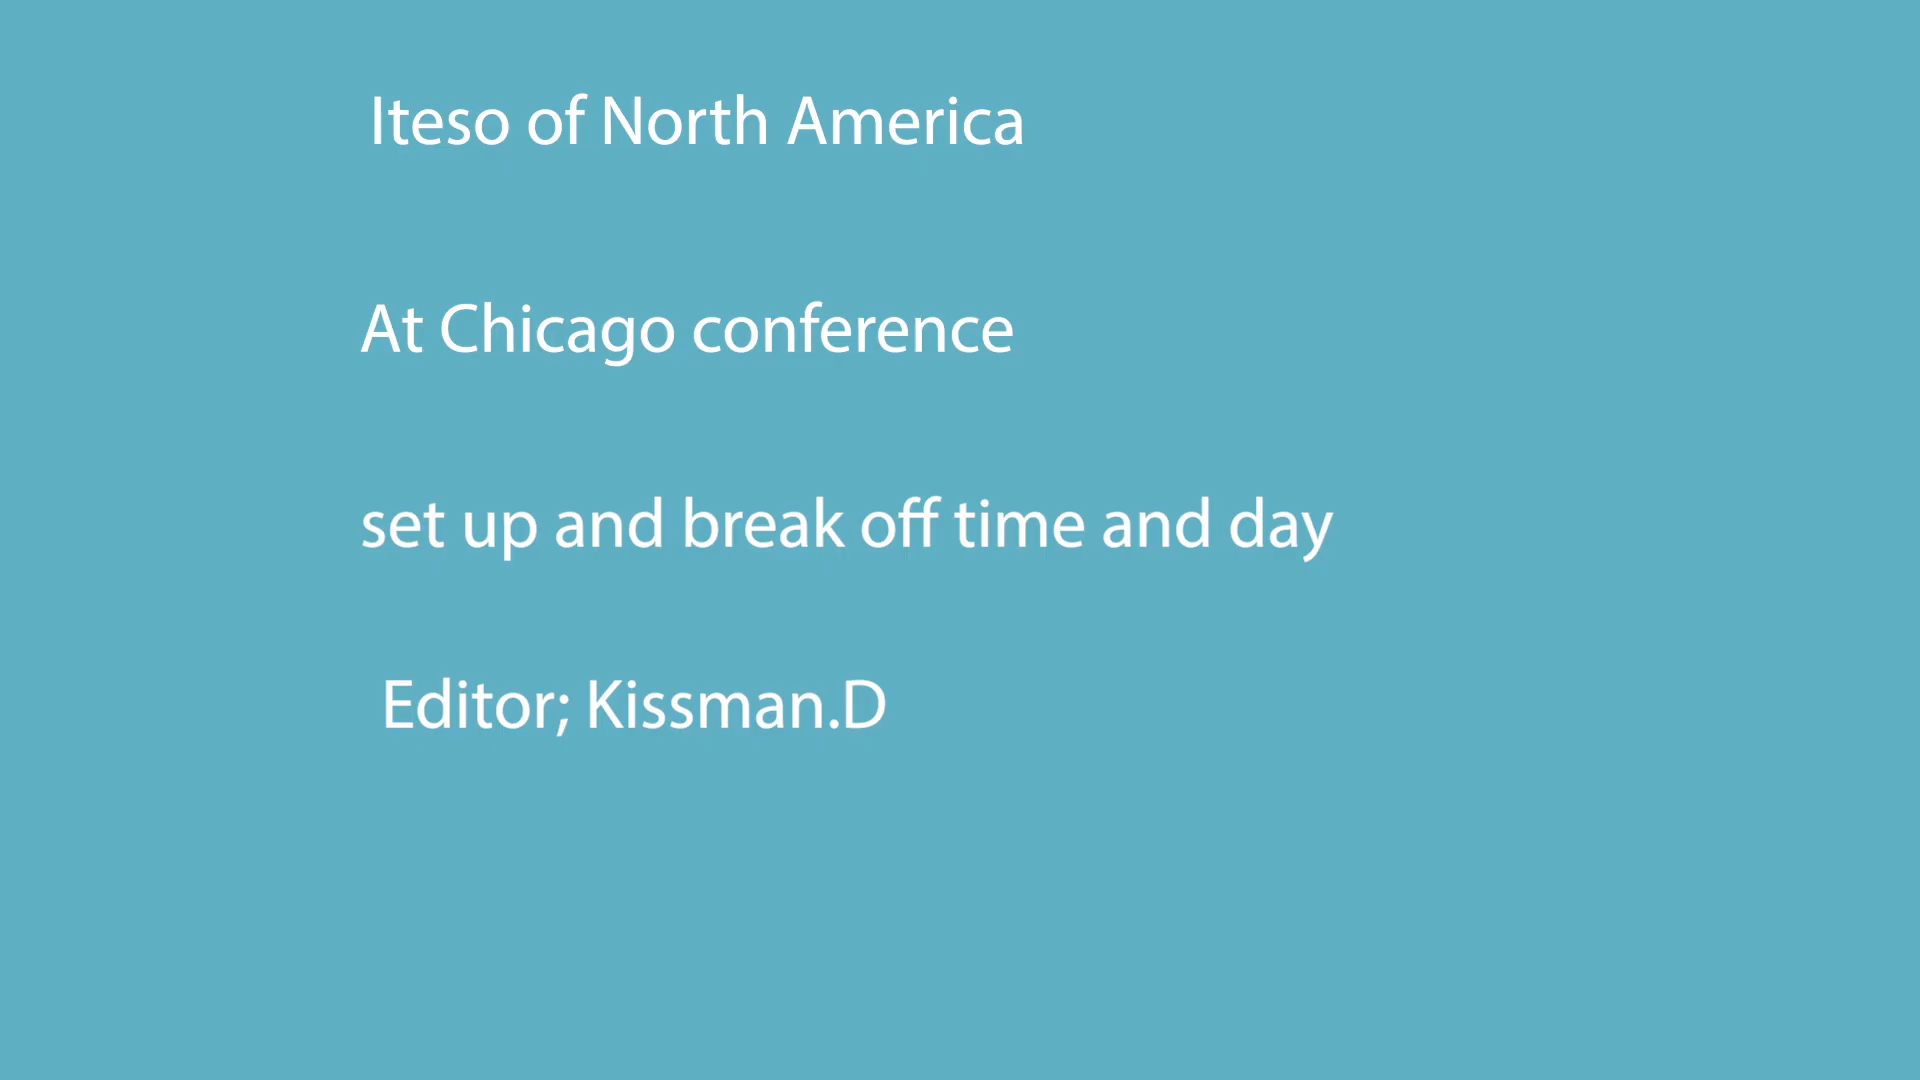 Iteso of North America
At Chicago conference
set up and break off time and day
Editor; Kissman.D